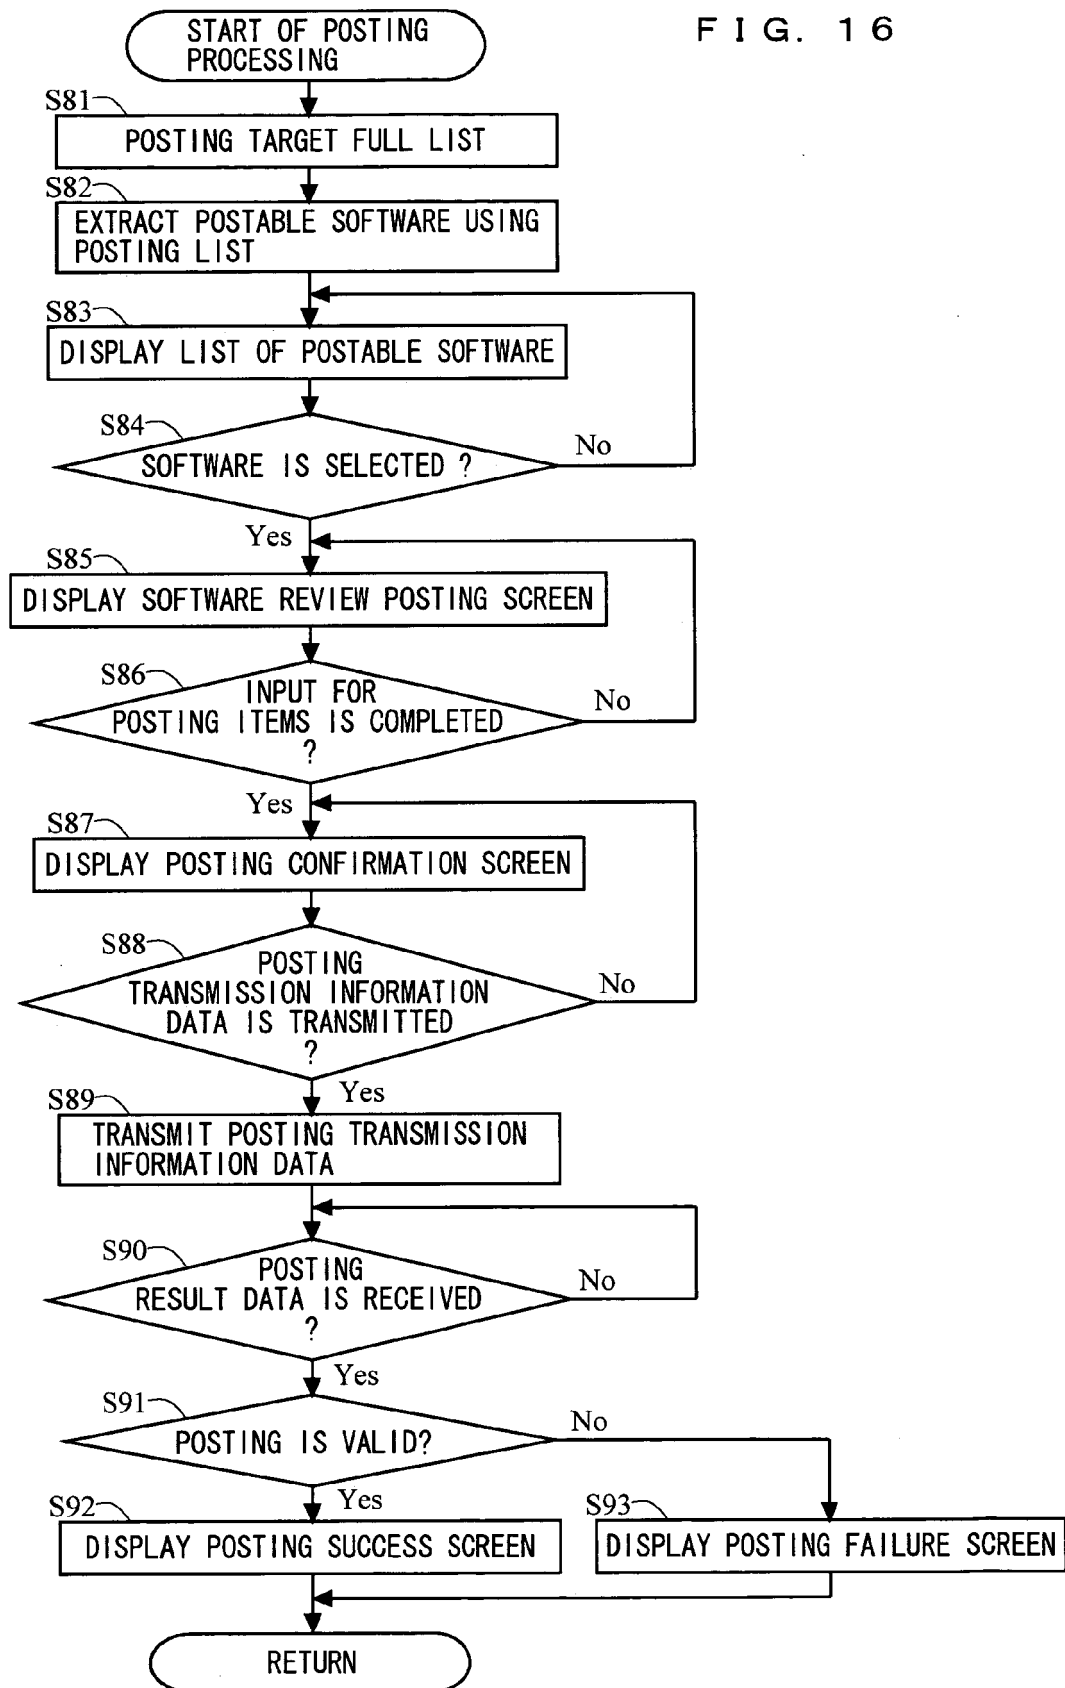 FIG. 16
START OF POSTING
PROCESSING
S81
POSTING TARGET FULL LIST
S82
EXTRACT POSTABLE SOFTWARE USING
POSTING LIST
S83
DISPLAY LIST OF POSTABLE SOFTWARE
S84
SOFTWARE IS SELECTED ?
No
Yes
S85
DISPLAY SOFTWARE REVIEW POSTING SCREEN
S86
INPUT FOR
POSTING ITEMS IS COMPLETED
?
No
Yes
S87
DISPLAY POSTING CONFIRMATION SCREEN
S88
POSTING
TRANSMISSION INFORMATION
DATA IS TRANSMITTED
?
No
Yes
S89
TRANSMIT POSTING TRANSMISSION
INFORMATION DATA
S90
POSTING
RESULT DATA IS RECEIVED
?
No
Yes
S91
POSTING IS VALID?
No
Yes
S92
DISPLAY POSTING SUCCESS SCREEN
S93
DISPLAY POSTING FAILURE SCREEN
RETURN